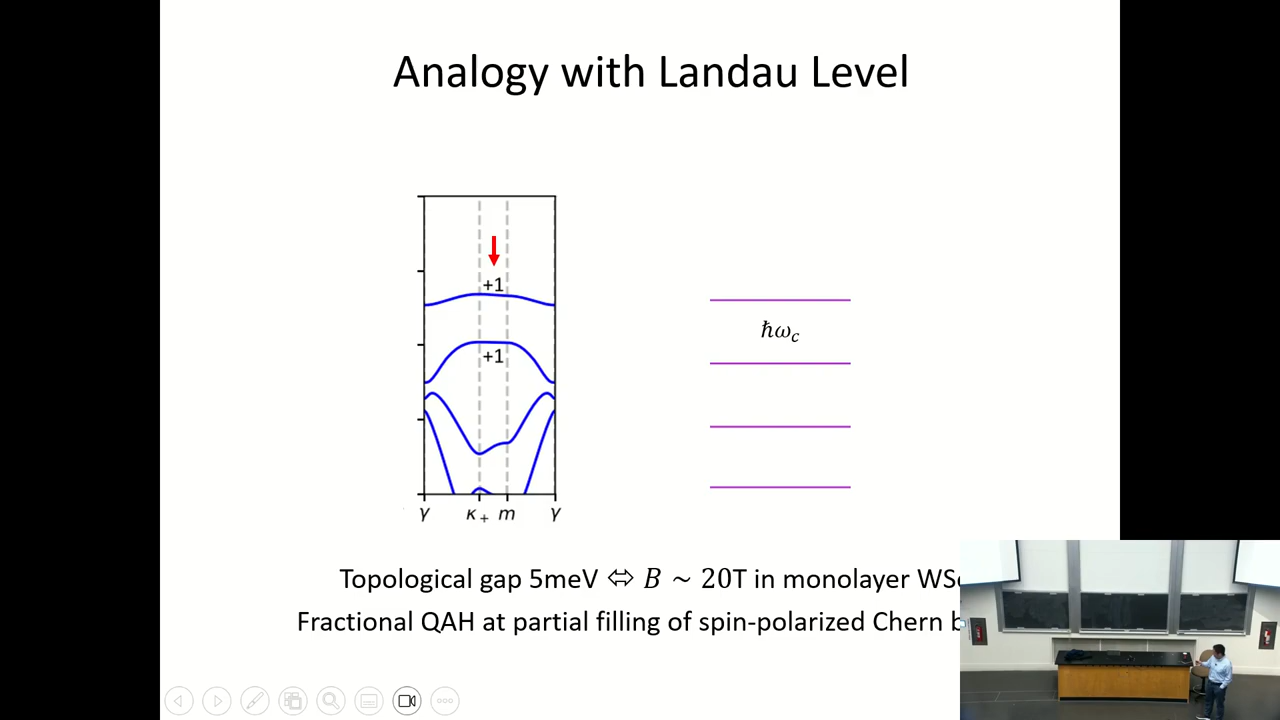 Analogy with Landau Level
+1
+1
ħω_c
γ κ₊ m γ
Topological gap 5meV ⇔ B ~ 20T in monolayer
Fractional QAH at partial filling of spin-polarized Chern